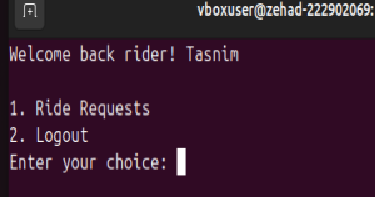 vboxuser@zehad-222902069:
Welcome back rider! Tasnim
1. Ride Requests
2. Logout
Enter your choice: